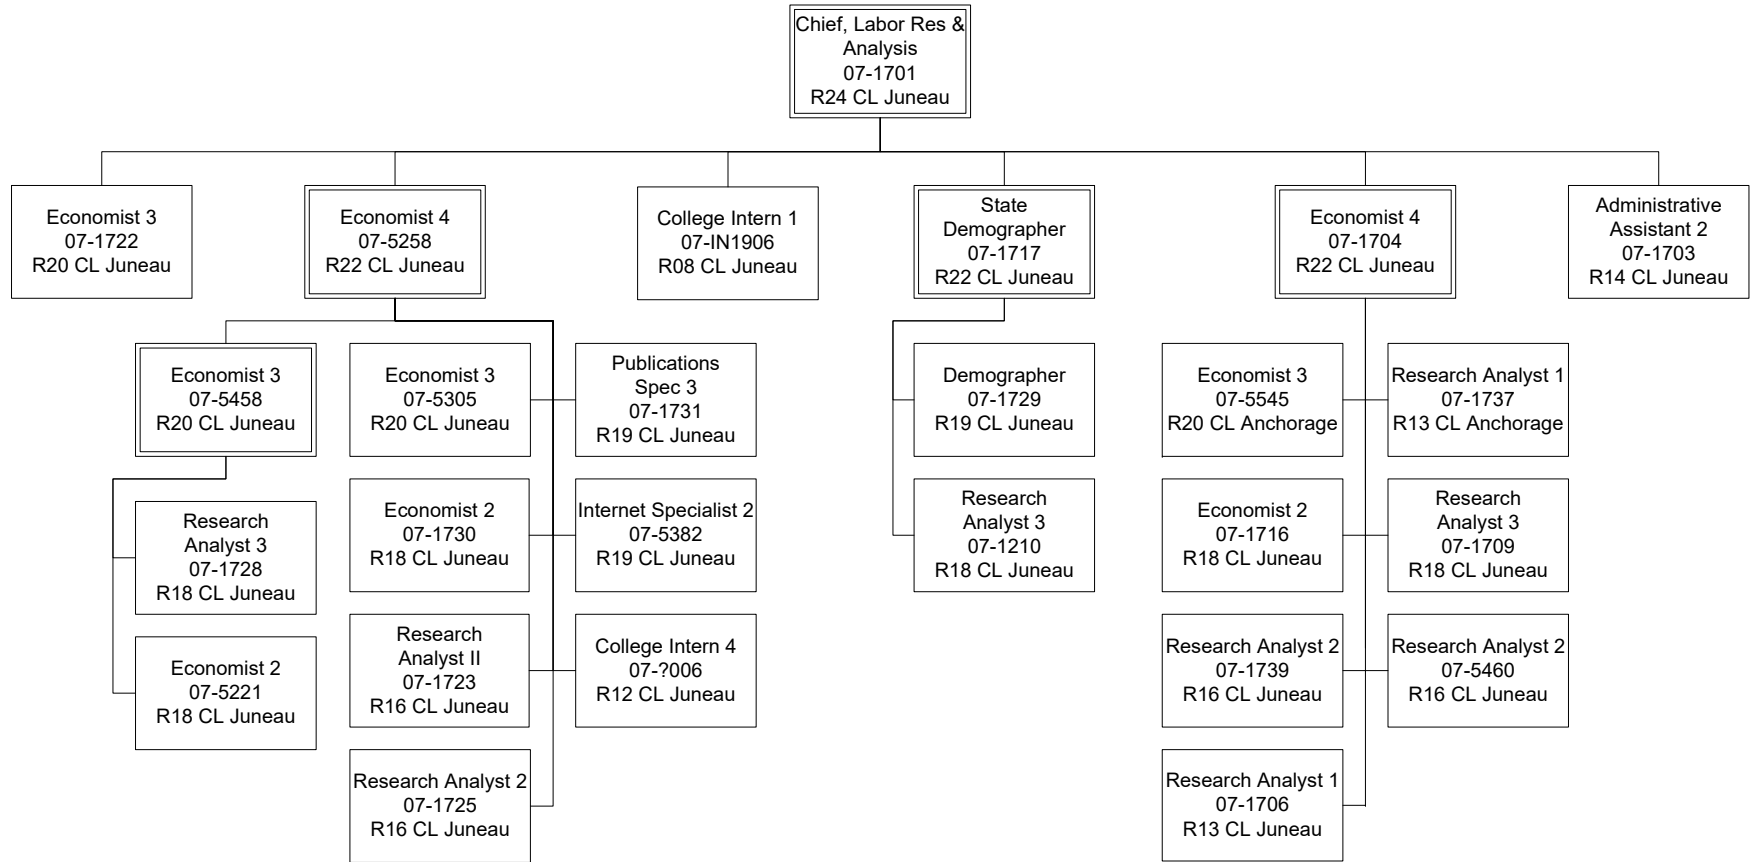 Chief, Labor Res &
Analysis
07-1701
R24 CL Juneau
Economist 3
07-1722
R20 CL Juneau
Economist 4
07-5258
R22 CL Juneau
College Intern 1
07-IN1906
R08 CL Juneau
State
Demographer
07-1717
R22 CL Juneau
Economist 4
07-1704
R22 CL Juneau
Administrative
Assistant 2
07-1703
R14 CL Juneau
Economist 3
07-5458
R20 CL Juneau
Economist 3
07-5305
R20 CL Juneau
Publications
Spec 3
07-1731
R19 CL Juneau
Demographer
07-1729
R19 CL Juneau
Economist 3
07-5545
R20 CL Anchorage
Research Analyst 1
07-1737
R13 CL Anchorage
Research
Analyst 3
07-1728
R18 CL Juneau
Economist 2
07-1730
R18 CL Juneau
Internet Specialist 2
07-5382
R19 CL Juneau
Research
Analyst 3
07-1210
R18 CL Juneau
Economist 2
07-1716
R18 CL Juneau
Research
Analyst 3
07-1709
R18 CL Juneau
Economist 2
07-5221
R18 CL Juneau
Research
Analyst II
07-1723
R16 CL Juneau
College Intern 4
07-?006
R12 CL Juneau
Research Analyst 2
07-1739
R16 CL Juneau
Research Analyst 2
07-5460
R16 CL Juneau
Research Analyst 2
07-1725
R16 CL Juneau
Research Analyst 1
07-1706
R13 CL Juneau